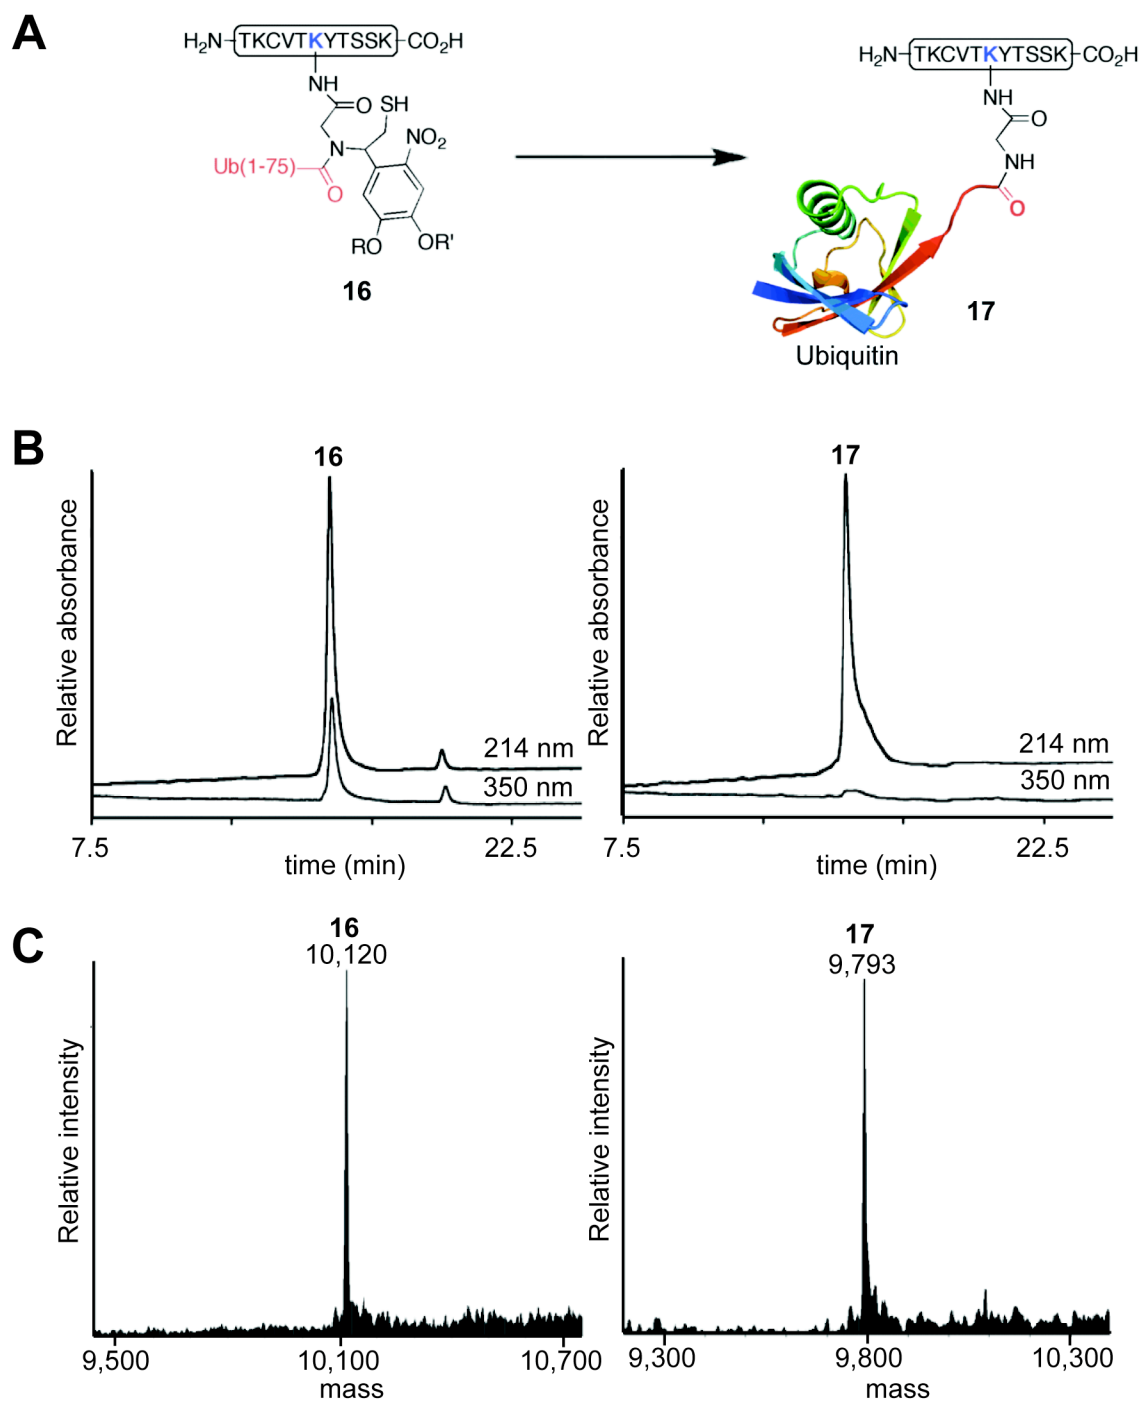 A
H₂N-TKCVTKYTSSK-CO₂H
NH
O
SH
N
NO₂
Ub(1-75)
O
RO
OR'
16
H₂N-TKCVTKYTSSK-CO₂H
NH
O
NH
O
17
Ubiquitin
B
16
Relative absorbance
214 nm
350 nm
7.5
22.5
time (min)
17
Relative absorbance
214 nm
350 nm
7.5
22.5
time (min)
C
16
10,120
Relative intensity
9,500
10,100
10,700
mass
17
9,793
Relative intensity
9,300
9,800
10,300
mass